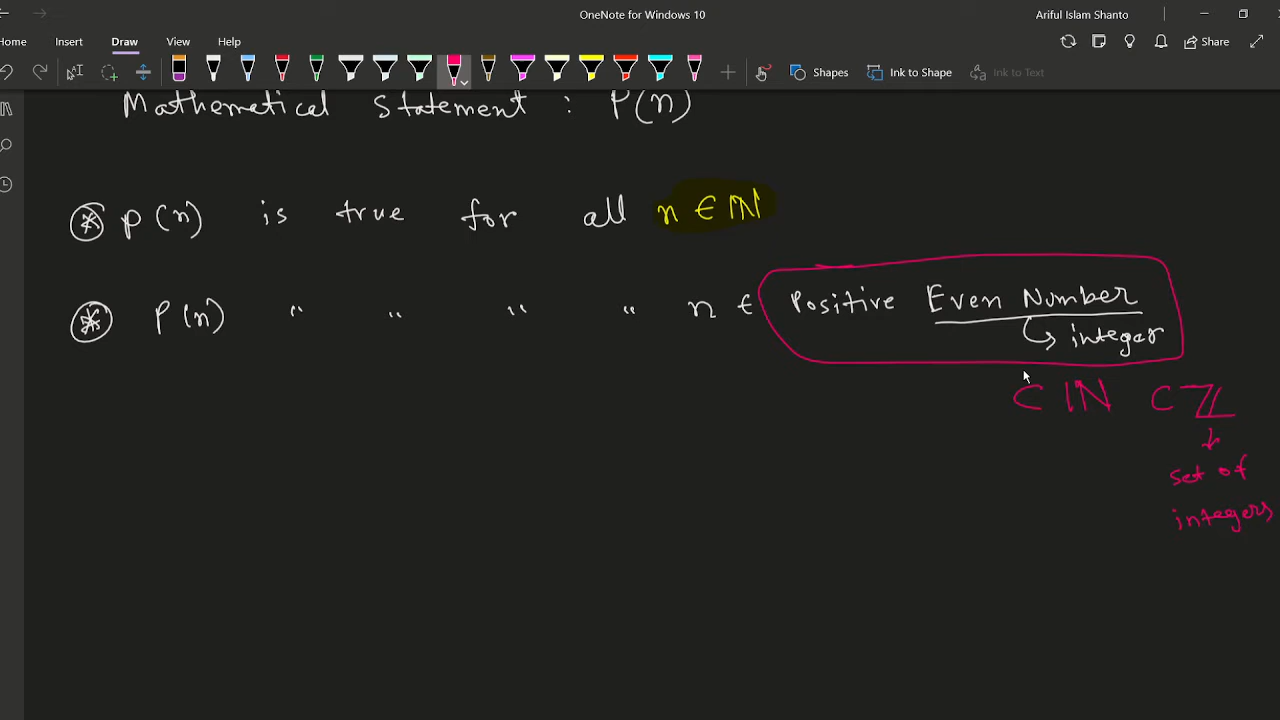 OneNote for Windows 10
Ariful Islam Shanto
Home Insert Draw View Help
Share
Shapes Ink to Shape Ink to Text
Mathematical Statement : P(n)
⊛ p(n) is true for all n ∈ ℕ
⊛ P(n) " " " " n ∈ Positive Even Number
↳ integer
⊂ ℕ ⊂ ℤ
↓
set of
integers